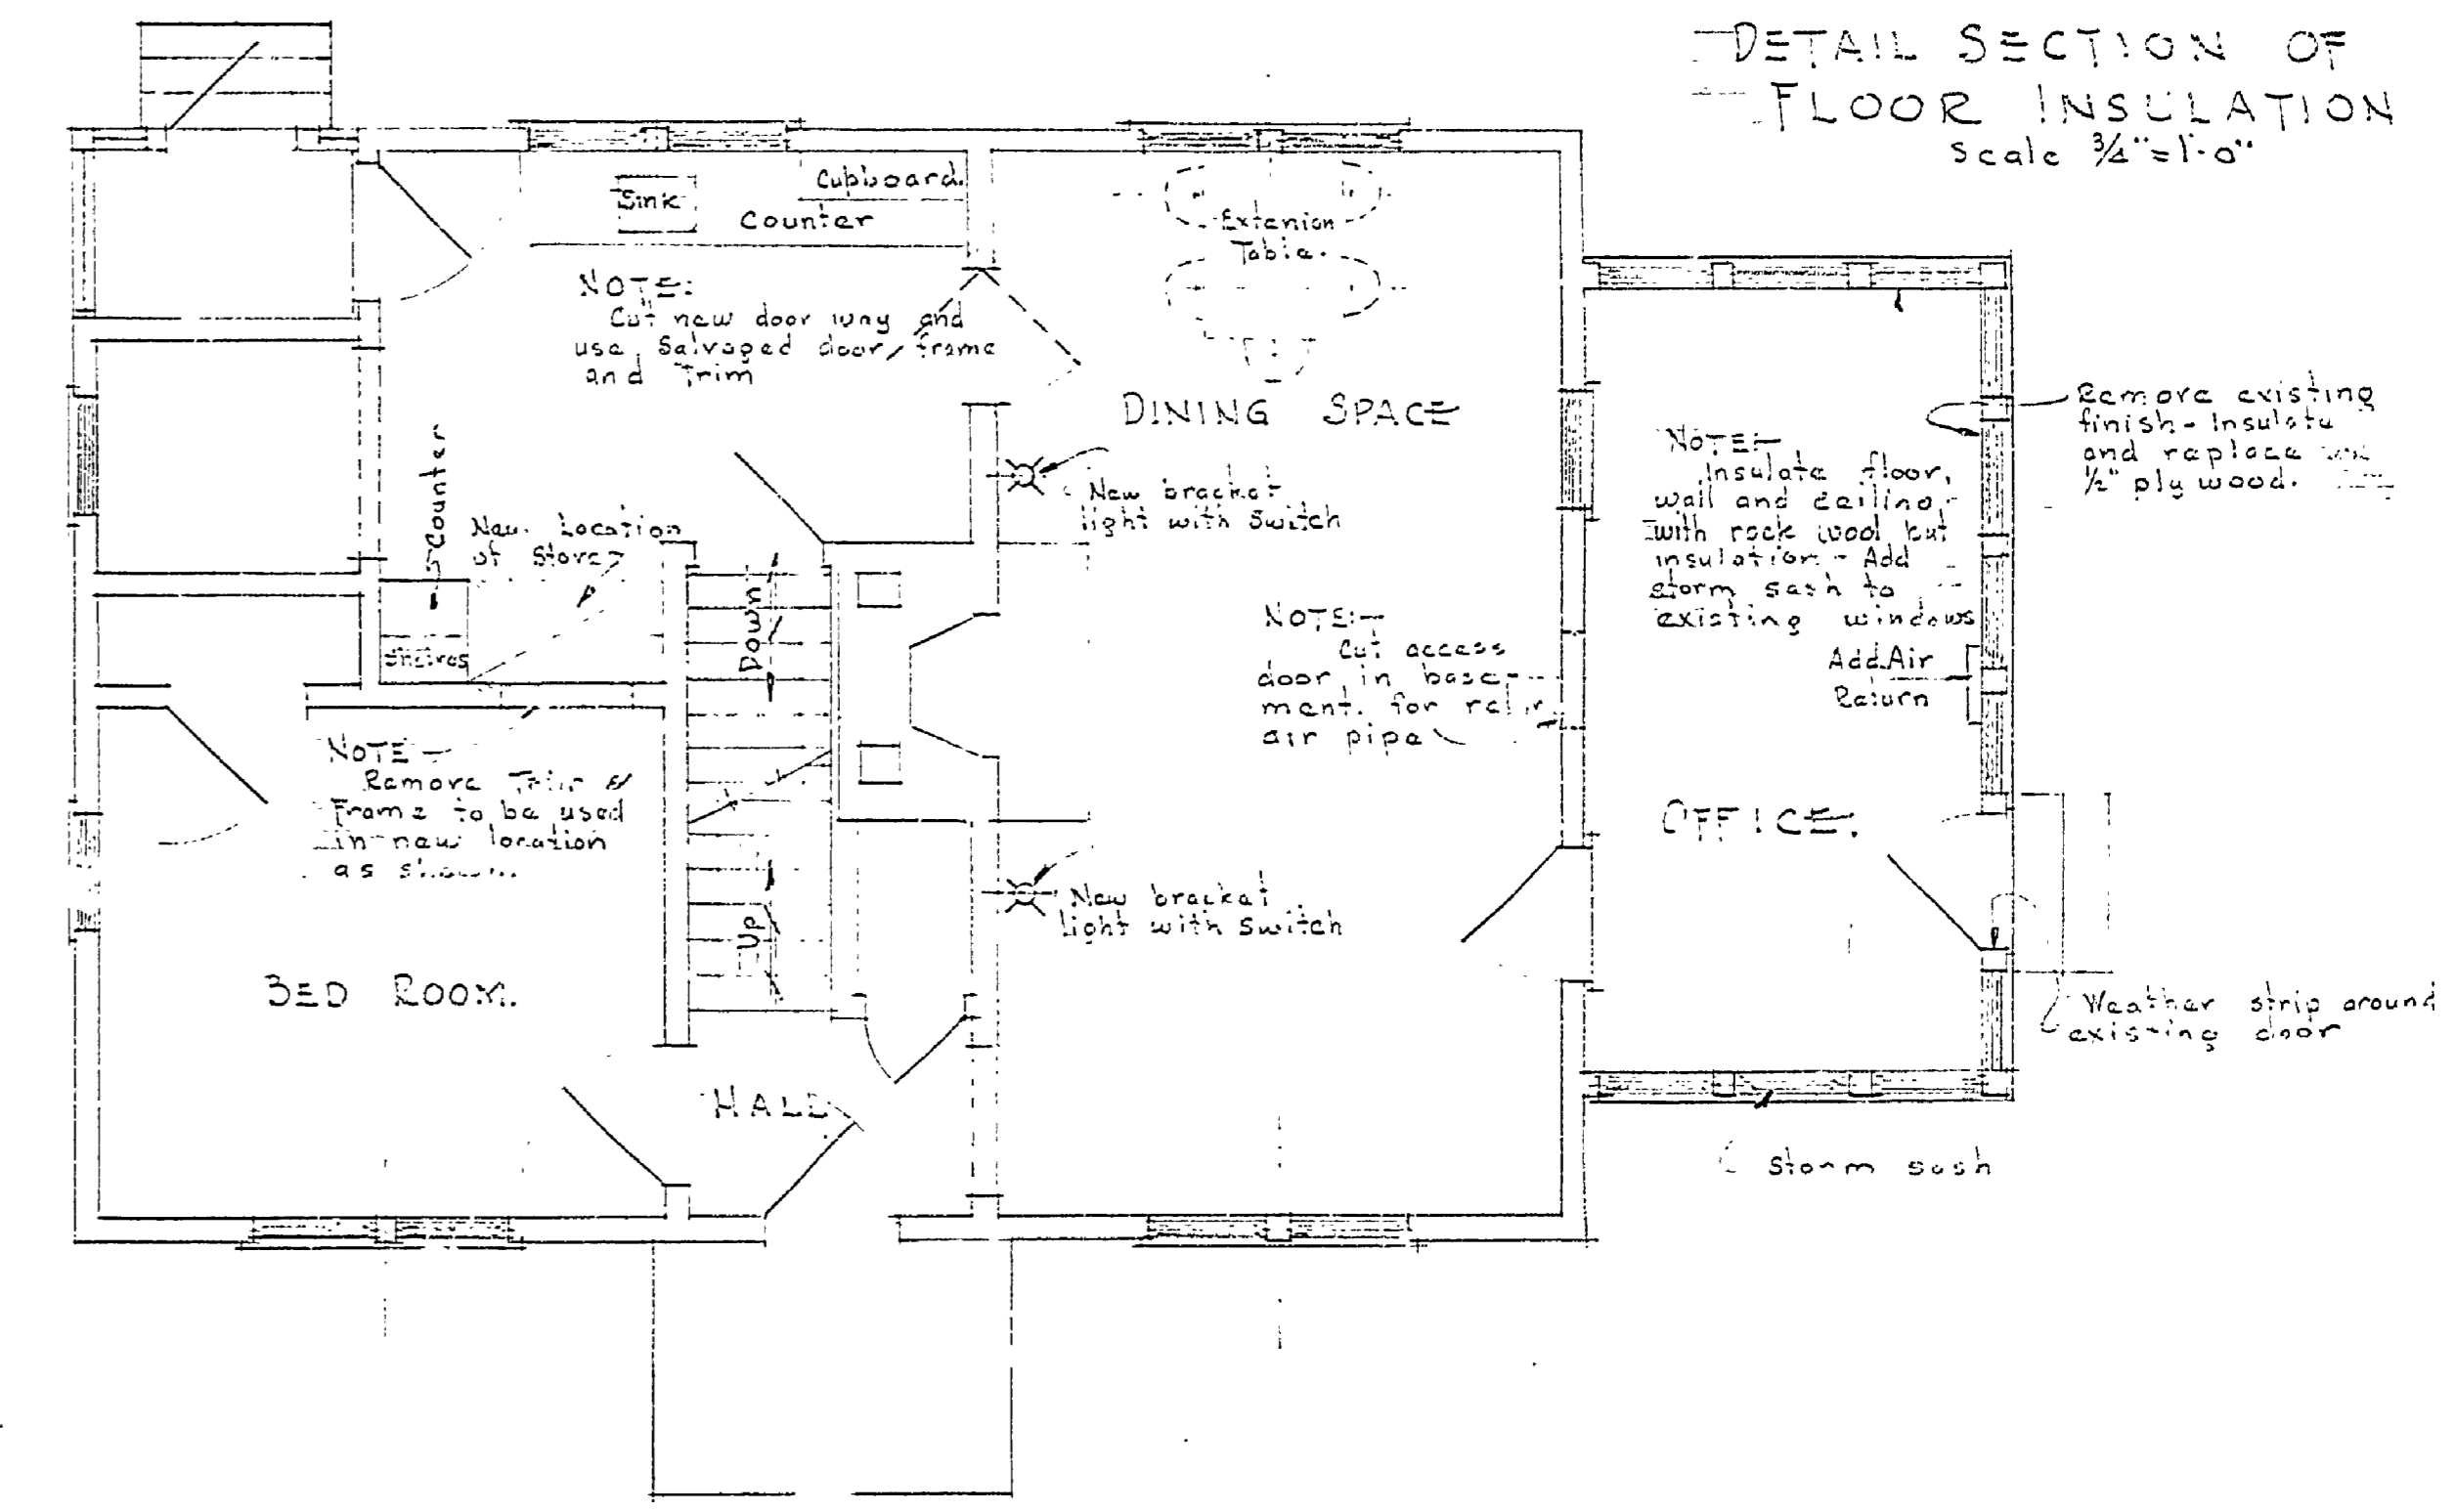 DETAIL SECTION OF
FLOOR INSULATION
Scale 3/4"=1'-0"
Sink
Cupboard.
Counter
Extenion
Table.
NOTE:
Cut new door way and
use Salvaged door frame
and Trim
DINING SPACE
Counter
New Location
of Stove
Shelves
New bracket
light with Switch
Down
NOTE:-
Insulate floor,
wall and ceiling
with rock wool bat
insulation - Add
storm sash to
existing windows
Remove existing
finish - Insulate
and replace
1/2" ply wood.
Add Air
Return
NOTE:-
Cut access
door in base-
ment. for
air pipe
NOTE -
Remove Trim &
Frame to be used
in new location
as shown.
OFFICE.
Up
New bracket
light with Switch
BED ROOM.
HALL
Weather strip around
existing door
Storm sash